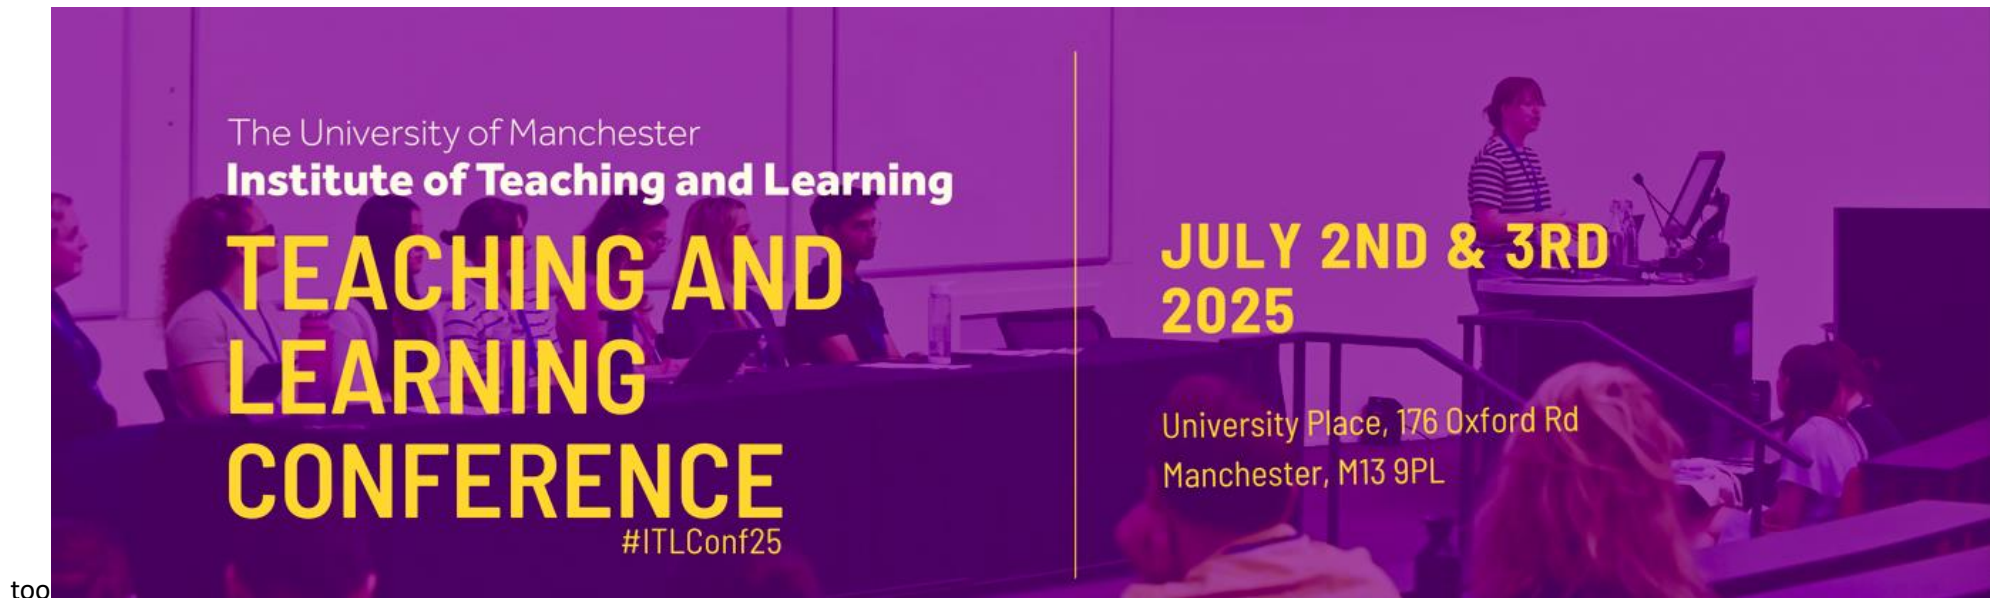 The University of Manchester
Institute of Teaching and Learning
TEACHING AND
LEARNING
CONFERENCE
#ITLConf25
JULY 2ND & 3RD
2025
University Place, 176 Oxford Rd
Manchester, M13 9PL
too